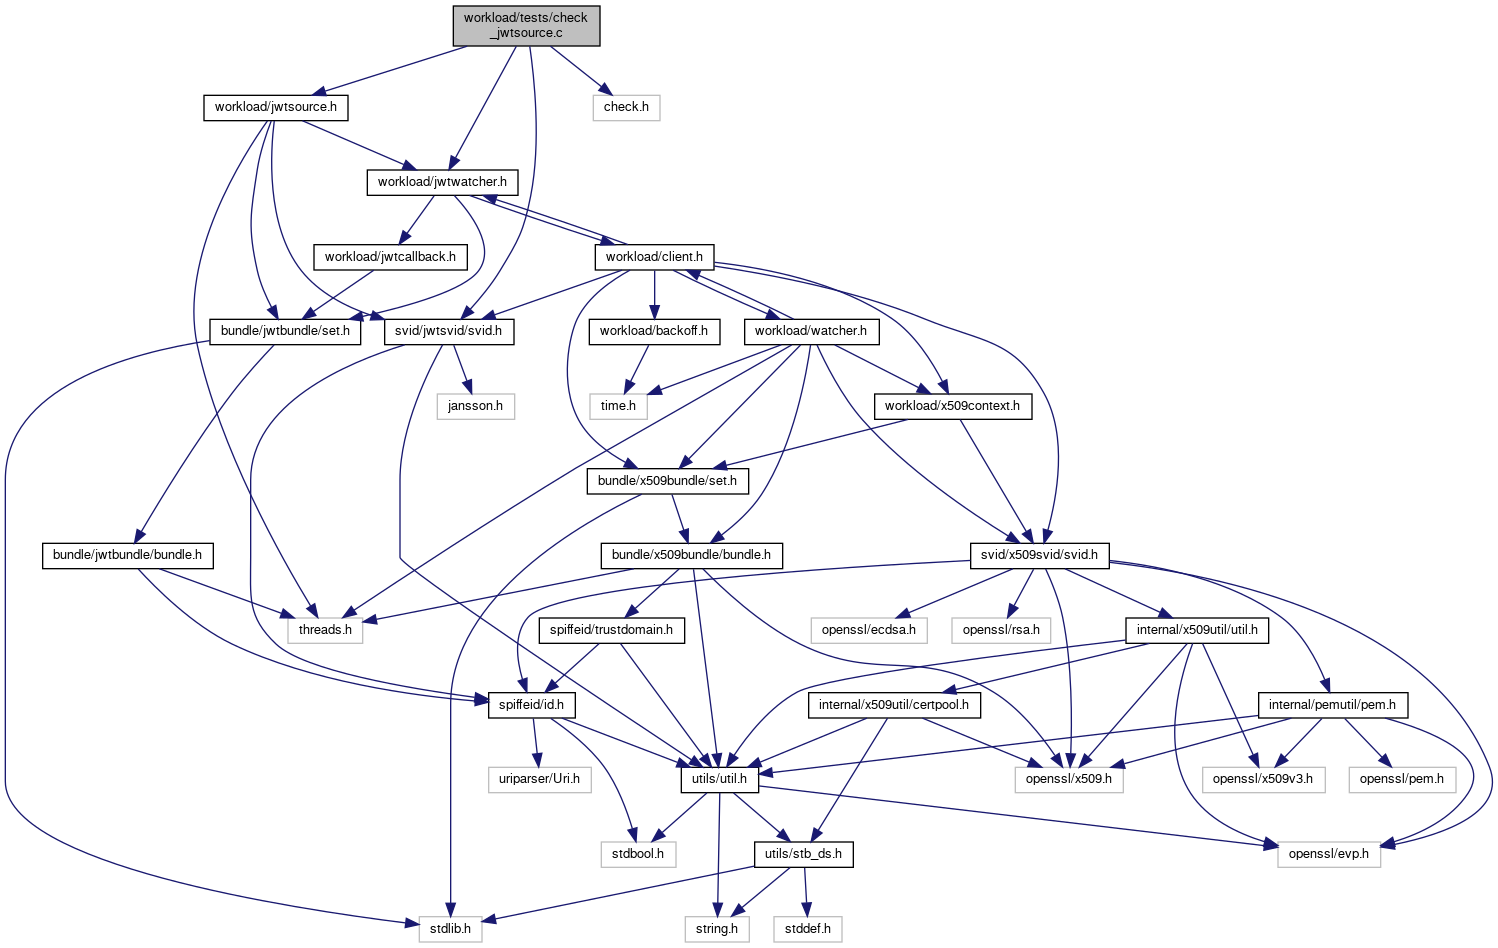 workload/tests/check
_jwtsource.c
workload/jwtsource.h
check.h
workload/jwtwatcher.h
workload/jwtcallback.h
workload/client.h
bundle/jwtbundle/set.h
svid/jwtsvid/svid.h
workload/backoff.h
workload/watcher.h
jansson.h
time.h
workload/x509context.h
bundle/x509bundle/set.h
bundle/jwtbundle/bundle.h
bundle/x509bundle/bundle.h
svid/x509svid/svid.h
threads.h
spiffeid/trustdomain.h
openssl/ecdsa.h
openssl/rsa.h
internal/x509util/util.h
spiffeid/id.h
internal/x509util/certpool.h
internal/pemutil/pem.h
uriparser/Uri.h
utils/util.h
openssl/x509.h
openssl/x509v3.h
openssl/pem.h
stdbool.h
utils/stb_ds.h
openssl/evp.h
stdlib.h
string.h
stddef.h